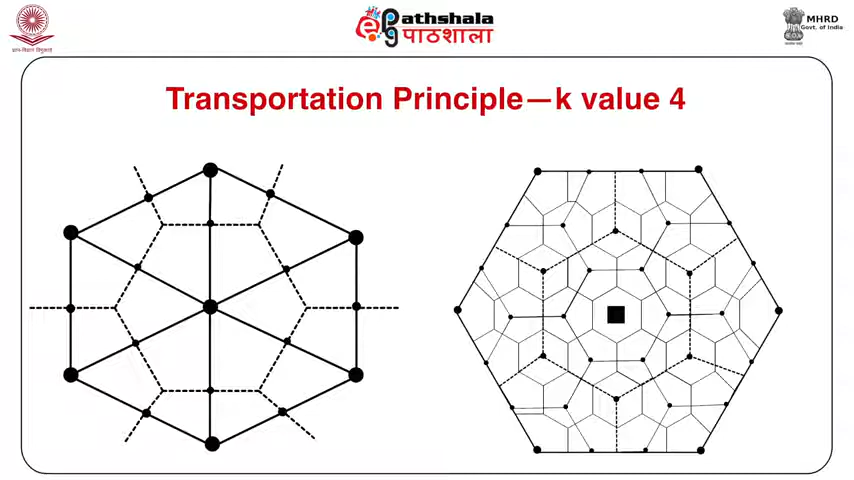 Pathshala
पाठशाला
MHRD
Govt. of India
Transportation Principle—k value 4